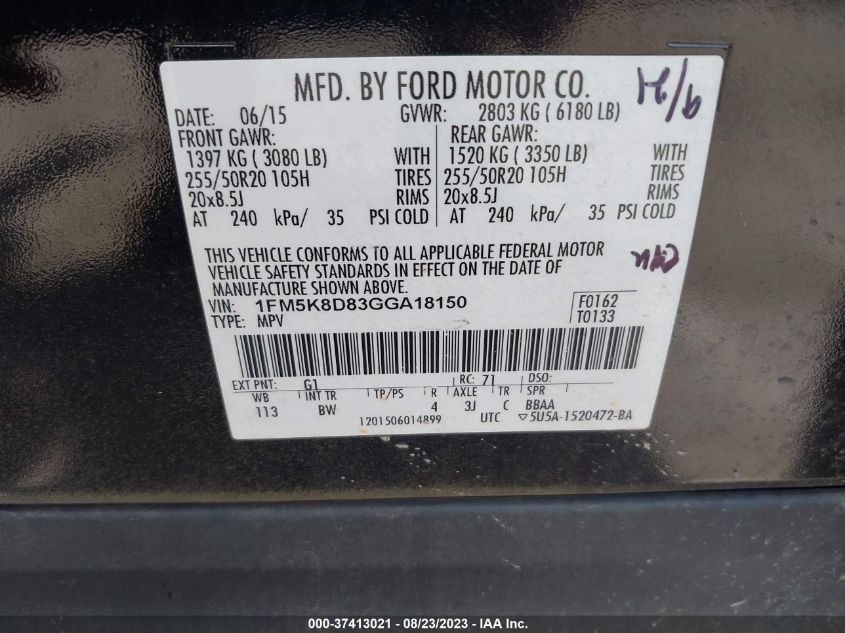 MFD. BY FORD MOTOR CO.
DATE: 06/15 GVWR: 2803 KG ( 6180 LB)
FRONT GAWR: REAR GAWR:
1397 KG ( 3080 LB) WITH 1520 KG ( 3350 LB) WITH
255/50R20 105H TIRES 255/50R20 105H TIRES
20x8.5J RIMS 20x8.5J RIMS
AT 240 kPa/ 35 PSI COLD AT 240 kPa/ 35 PSI COLD
THIS VEHICLE CONFORMS TO ALL APPLICABLE FEDERAL MOTOR
VEHICLE SAFETY STANDARDS IN EFFECT ON THE DATE OF
MANUFACTURE SHOWN ABOVE.
VIN: 1FM5K8D83GGA18150 F0162
TYPE: MPV T0133
EXT PNT: G1 RC: 71 DSO:
WB INT TR TP/PS R AXLE TR SPR
113 BW 4 3J C BBAA
1201506014899 UTC ▽5U5A-1520472-BA
000-37413021 - 08/23/2023 - IAA Inc.